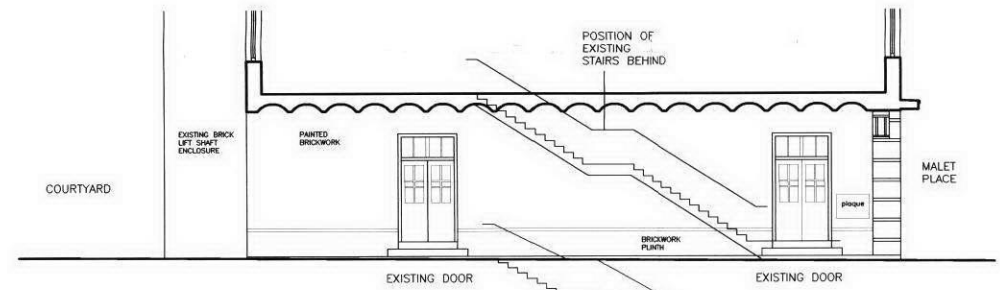 POSITION OF
EXISTING
STAIRS BEHIND
EXISTING BRICK
LIFT SHAFT
ENCLOSURE
PAINTED
BRICKWORK
COURTYARD
MALET
PLACE
plaque
BRICKWORK
PLINTH
EXISTING DOOR
EXISTING DOOR